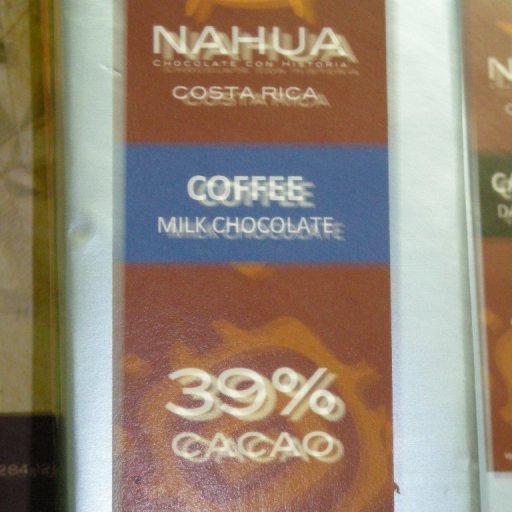 NAHUA
CHOCOLATE CON HISTORIA
COSTA RICA
COFFEE
MILK CHOCOLATE
39%
CACAO